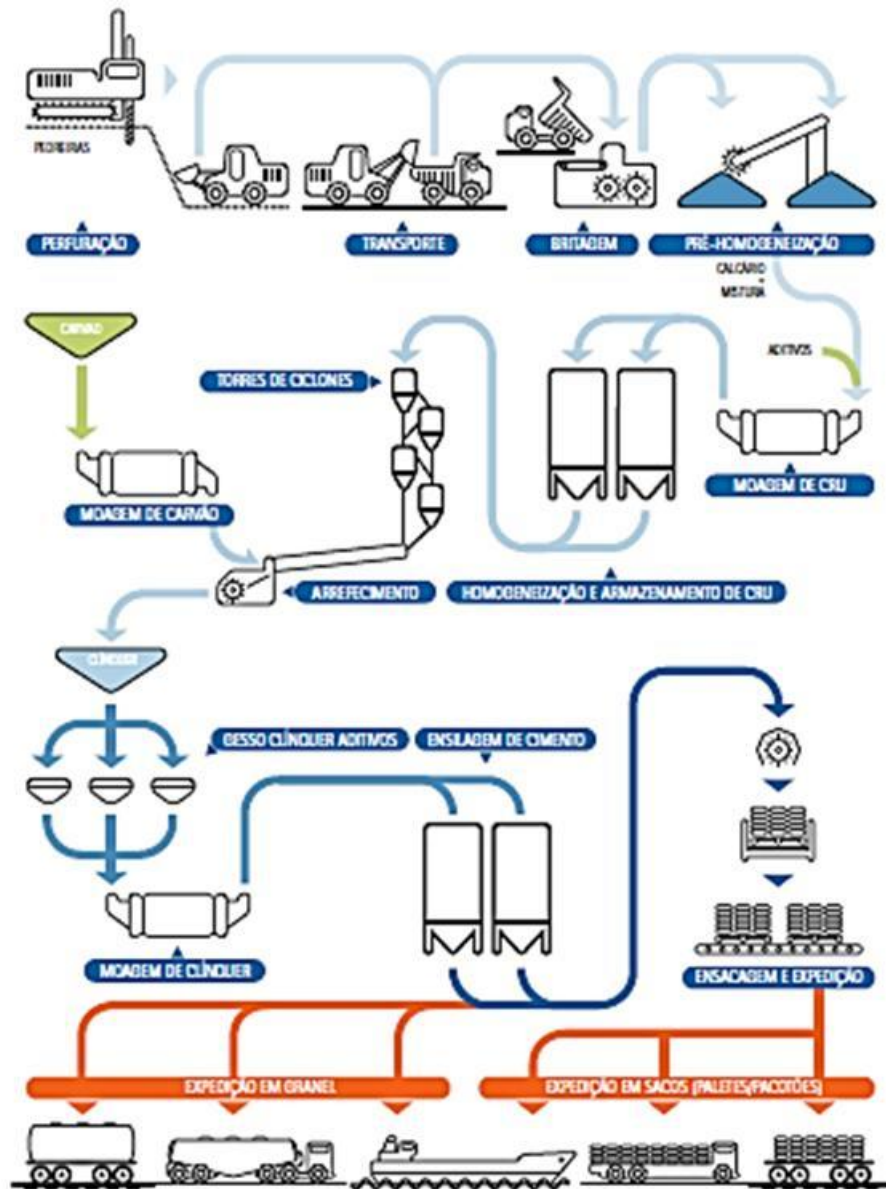 PEDREIRAS
PERFURAÇÃO
TRANSPORTE
BRITAGEM
PRÉ-HOMOGENEIZAÇÃO
CALCÁRIO
+
MISTURA
CARVÃO
TORRES DE CICLONES
ADITIVOS
MOAGEM DE CRU
MOAGEM DE CARVÃO
ARREFECIMENTO
HOMOGENEIZAÇÃO E ARMAZENAMENTO DE CRU
CLÍNQUER
GESSO CLÍNQUER ADITIVOS
ENSILAGEM DE CIMENTO
MOAGEM DE CLÍNQUER
ENSACAGEM E EXPEDIÇÃO
EXPEDIÇÃO EM GRANEL
EXPEDIÇÃO EM SACOS (PALETES/PACOTÕES)